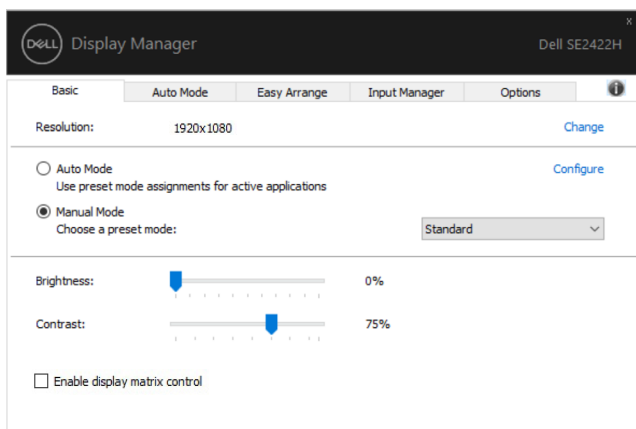 x
DELL Display Manager Dell SE2422H
Basic Auto Mode Easy Arrange Input Manager Options i
Resolution: 1920x1080 Change
Auto Mode Configure
Use preset mode assignments for active applications
Manual Mode
Choose a preset mode: Standard
Brightness: 0%
Contrast: 75%
Enable display matrix control